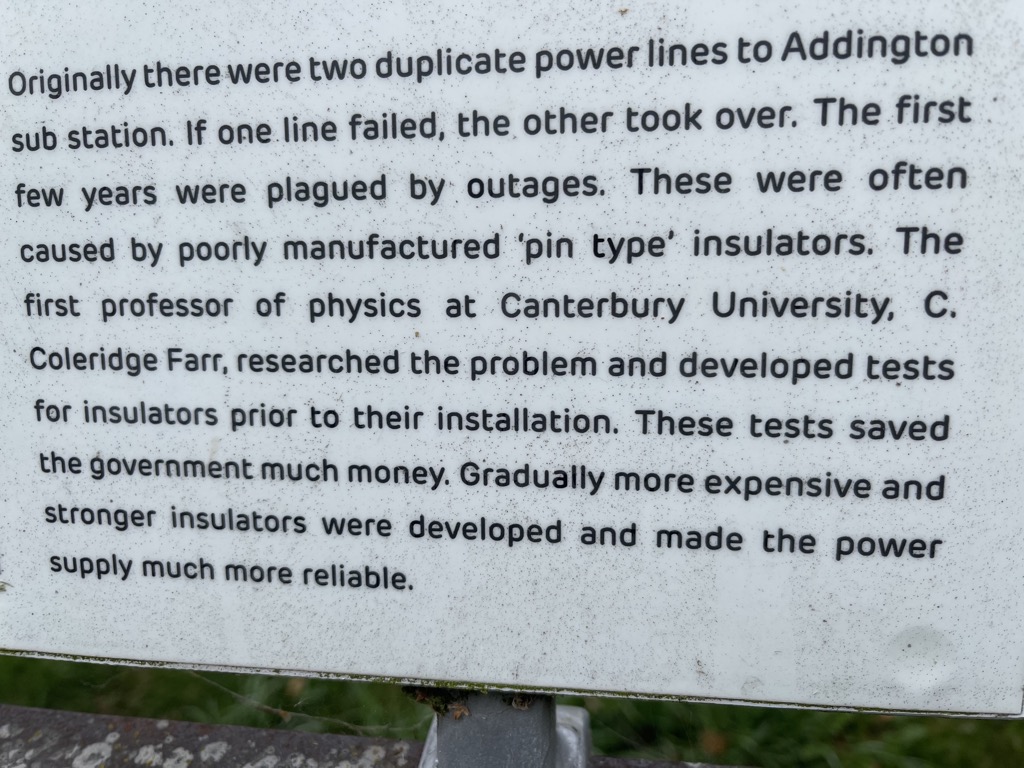 Originally there were two duplicate power lines to Addington
sub station. If one line failed, the other took over. The first
few years were plagued by outages. These were often
caused by poorly manufactured ‘pin type’ insulators. The
first professor of physics at Canterbury University, C.
Coleridge Farr, researched the problem and developed tests
for insulators prior to their installation. These tests saved
the government much money. Gradually more expensive and
stronger insulators were developed and made the power
supply much more reliable.